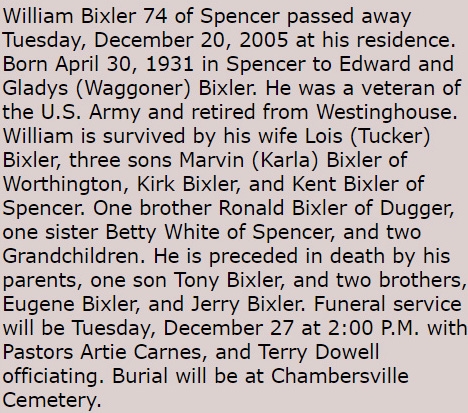 William Bixler 74 of Spencer passed away
Tuesday, December 20, 2005 at his residence.
Born April 30, 1931 in Spencer to Edward and
Gladys (Waggoner) Bixler. He was a veteran of
the U.S. Army and retired from Westinghouse.
William is survived by his wife Lois (Tucker)
Bixler, three sons Marvin (Karla) Bixler of
Worthington, Kirk Bixler, and Kent Bixler of
Spencer. One brother Ronald Bixler of Dugger,
one sister Betty White of Spencer, and two
Grandchildren. He is preceded in death by his
parents, one son Tony Bixler, and two brothers,
Eugene Bixler, and Jerry Bixler. Funeral service
will be Tuesday, December 27 at 2:00 P.M. with
Pastors Artie Carnes, and Terry Dowell
officiating. Burial will be at Chambersville
Cemetery.